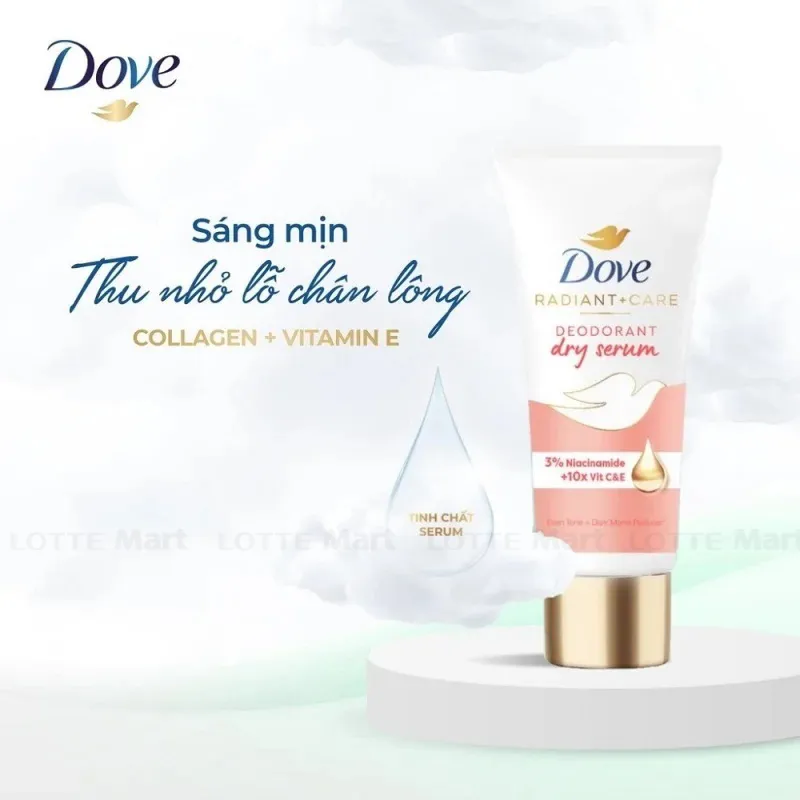 Dove
Sáng mịn
Thu nhỏ lỗ chân lông
COLLAGEN + VITAMIN E
Dove
RADIANT+CARE
DEODORANT
dry serum
3% Niacinamide
+10x Vit C&E
TINH CHẤT
SERUM
LOTTE Mart LOTTE Mart LOTTE Mart LOTTE Mart